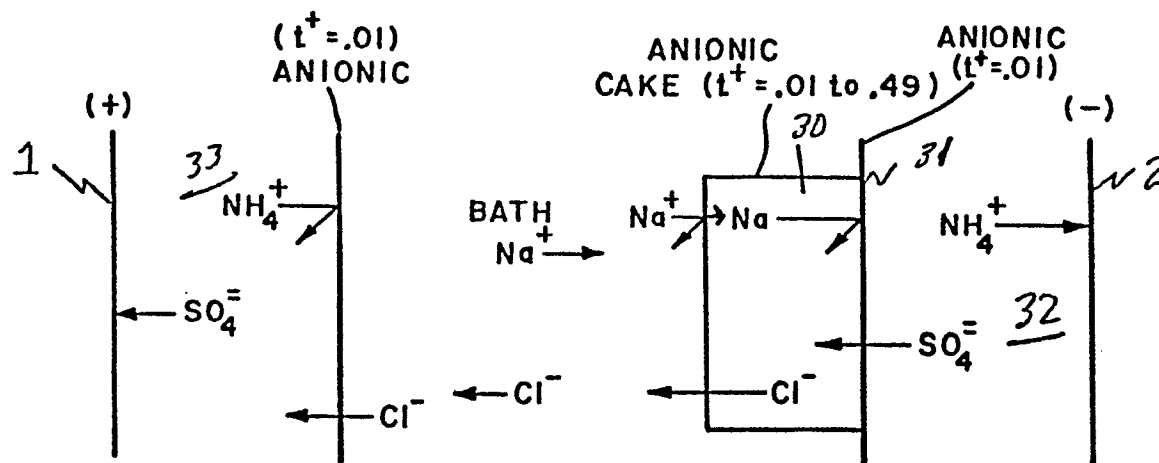 (t⁺=.01)
ANIONIC
ANIONIC
CAKE (t⁺=.01 to .49)
ANIONIC
(t⁺=.01)
(+)
(-)
1
33
30
31
2
NH₄⁺
BATH
Na⁺
Na⁺
Na
NH₄⁺
SO₄⁼
SO₄⁼
32
Cl⁻
Cl⁻
Cl⁻